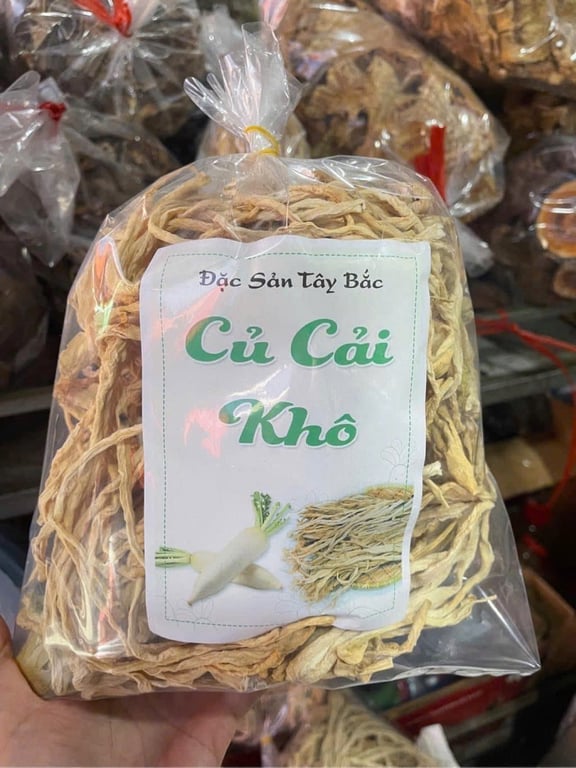 Đặc Sản Tây Bắc
Củ Cải
Khô